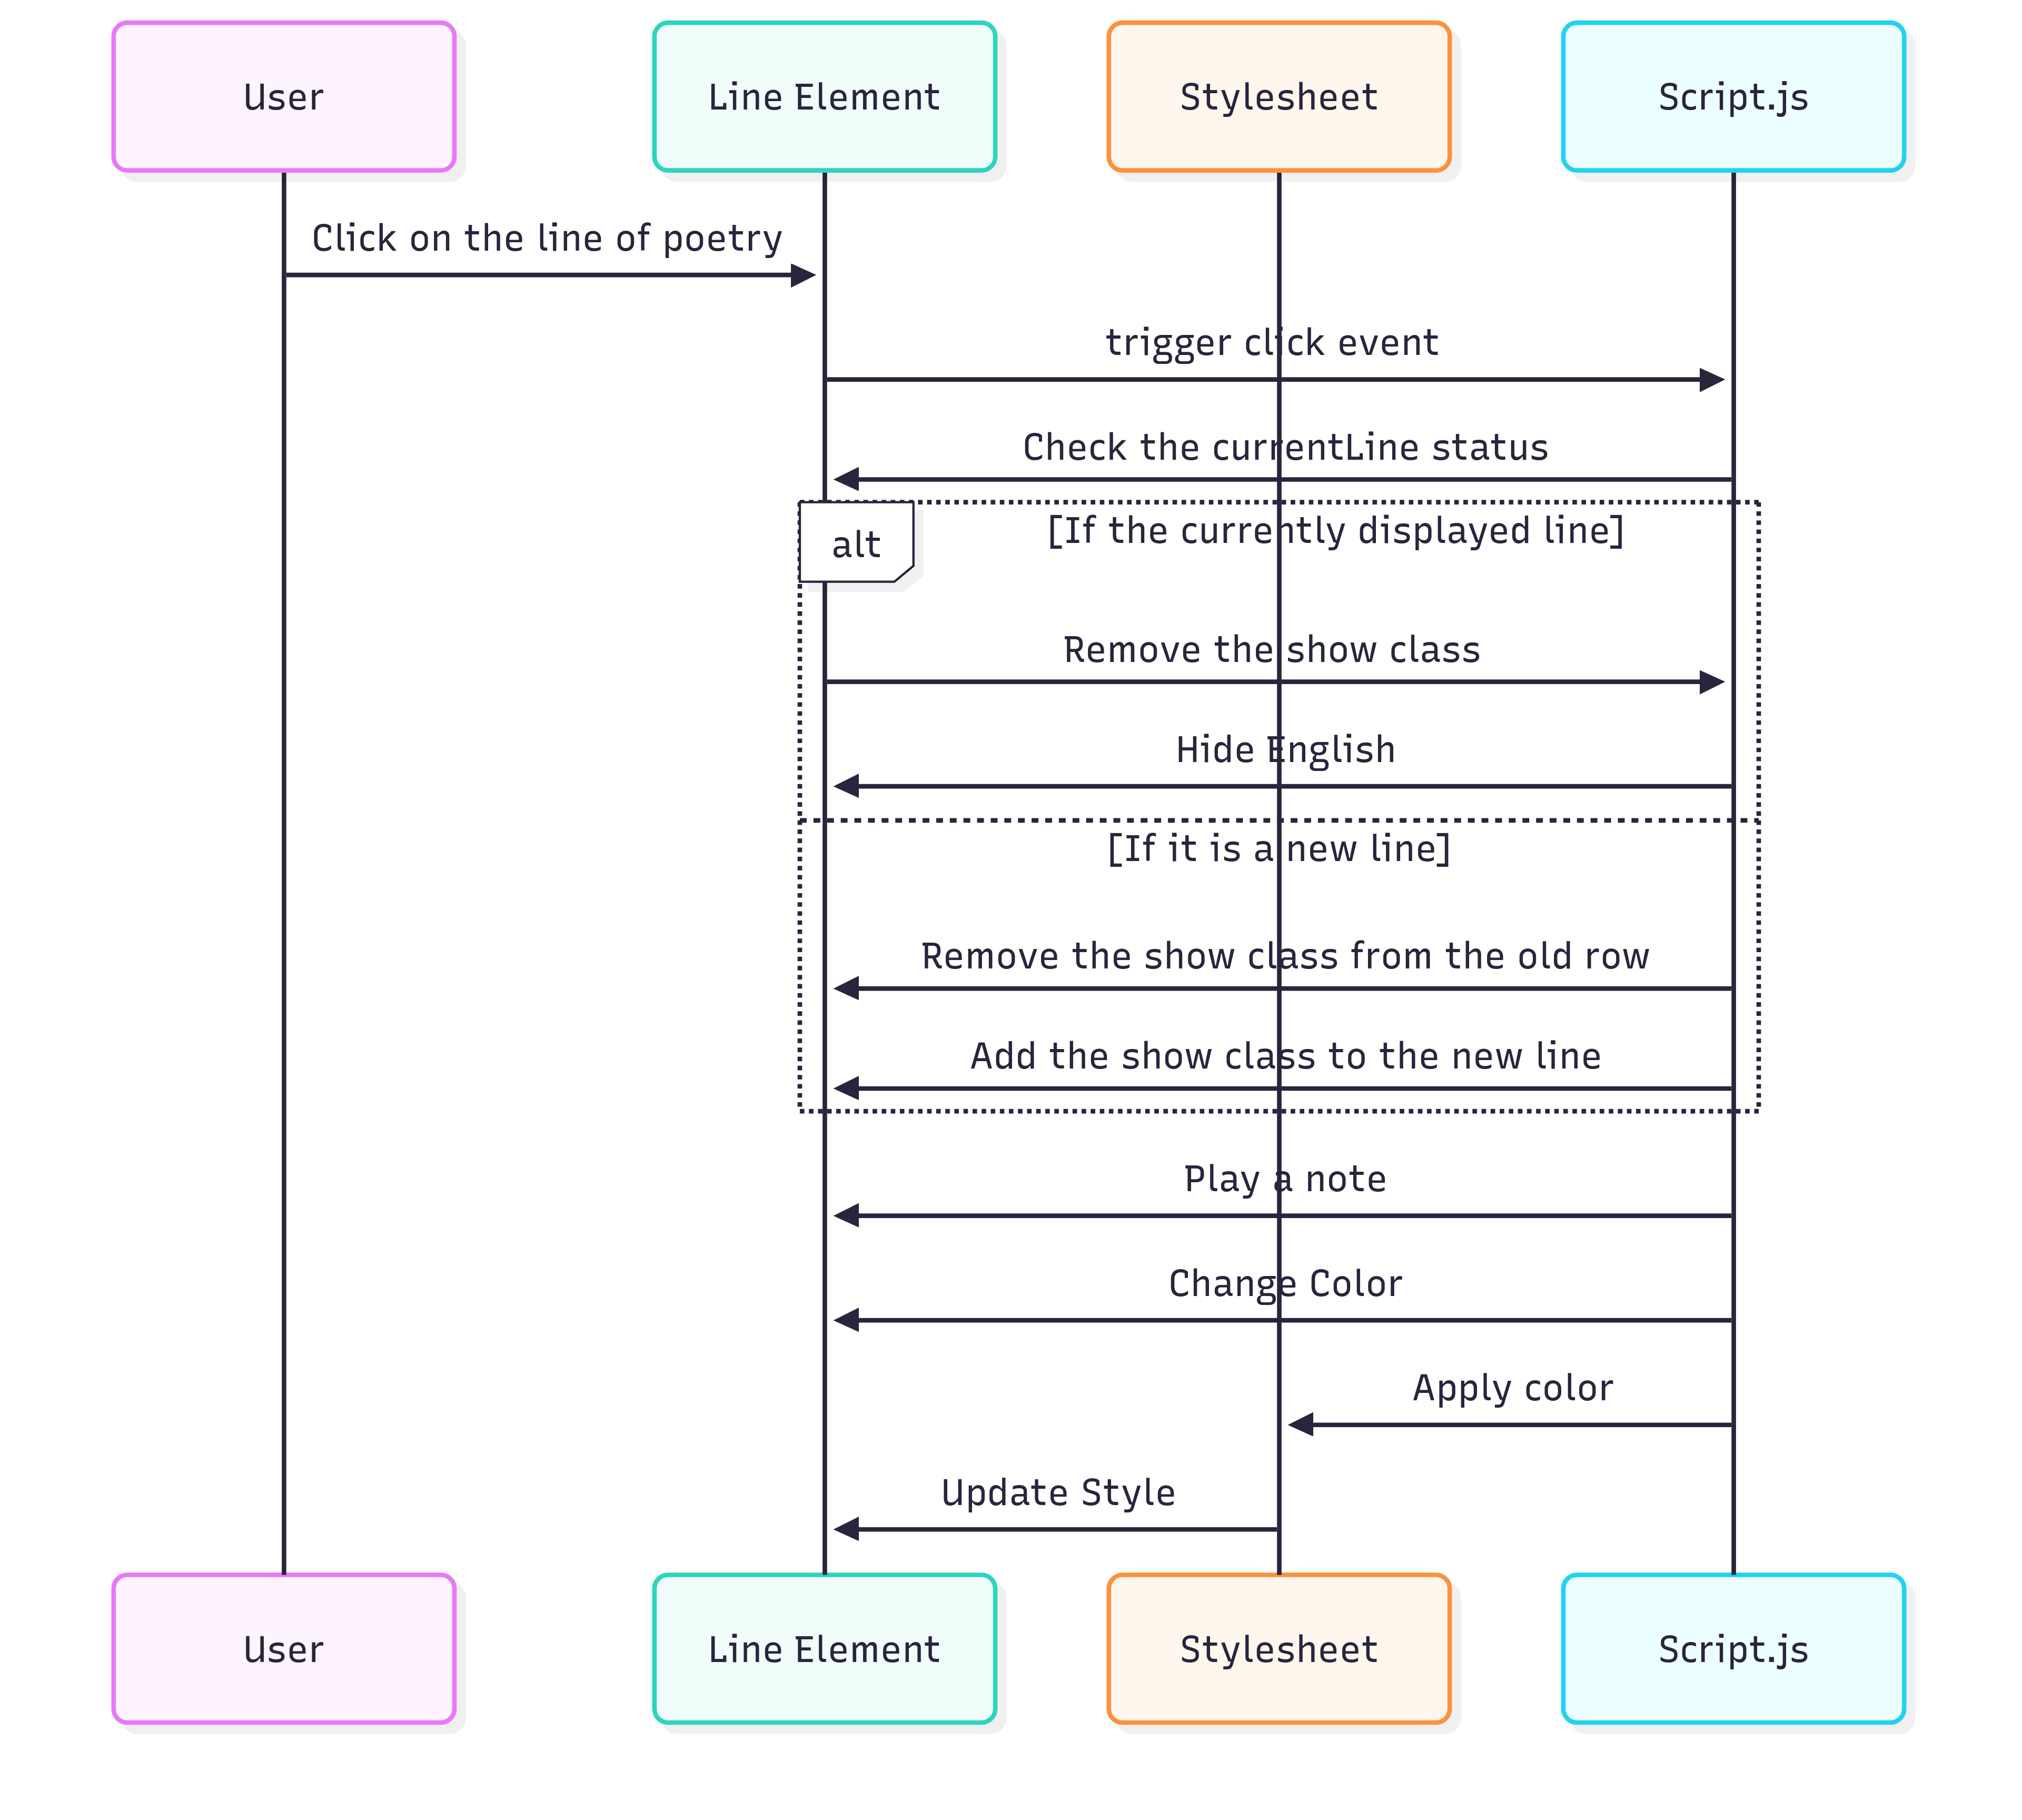 User
Line Element
Stylesheet
Script.js
Click on the line of poetry
trigger click event
Check the currentLine status
alt
[If the currently displayed line]
Remove the show class
Hide English
[If it is a new line]
Remove the show class from the old row
Add the show class to the new line
Play a note
Change Color
Apply color
Update Style
User
Line Element
Stylesheet
Script.js